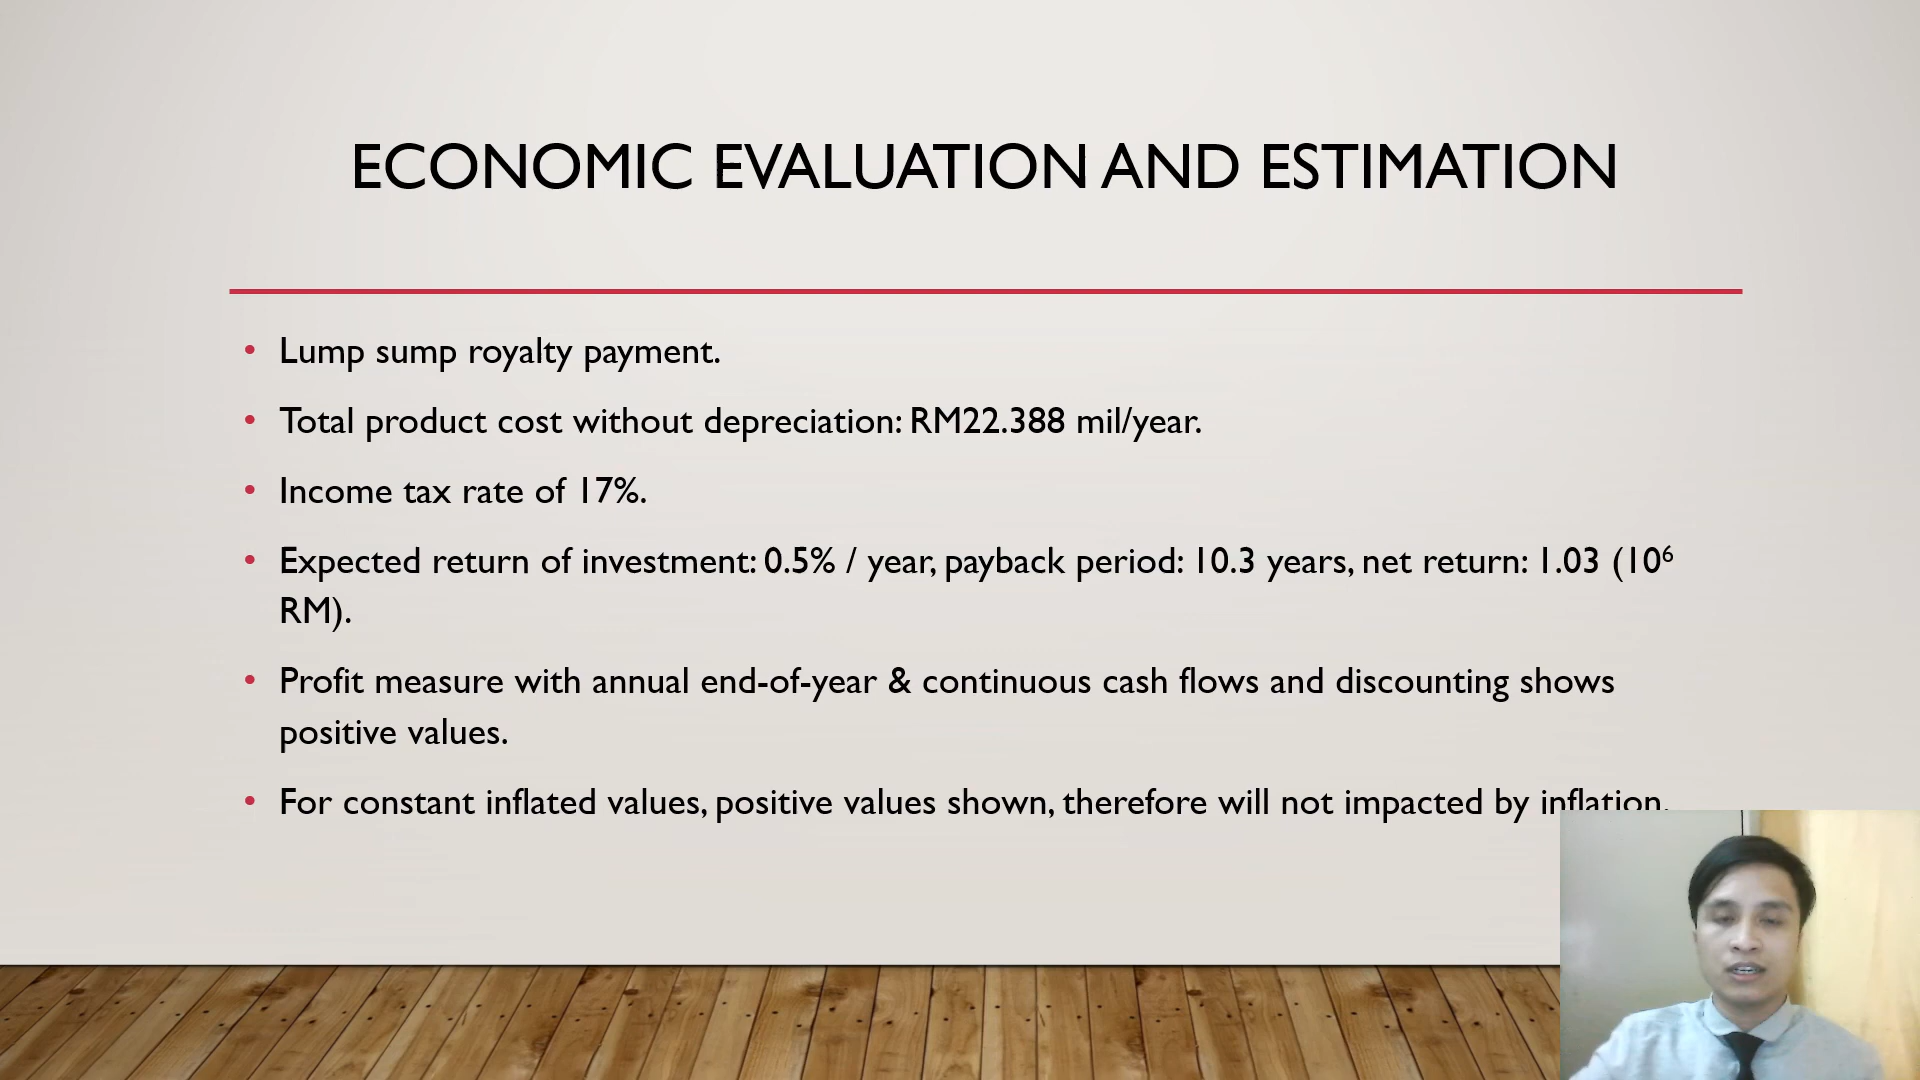 ECONOMIC EVALUATION AND ESTIMATION
• Lump sump royalty payment.
• Total product cost without depreciation: RM22.388 mil/year.
• Income tax rate of 17%.
• Expected return of investment: 0.5% / year, payback period: 10.3 years, net return: 1.03 (10⁶
RM).
• Profit measure with annual end-of-year & continuous cash flows and discounting shows
positive values.
• For constant inflated values, positive values shown, therefore will not impacted by inflation.